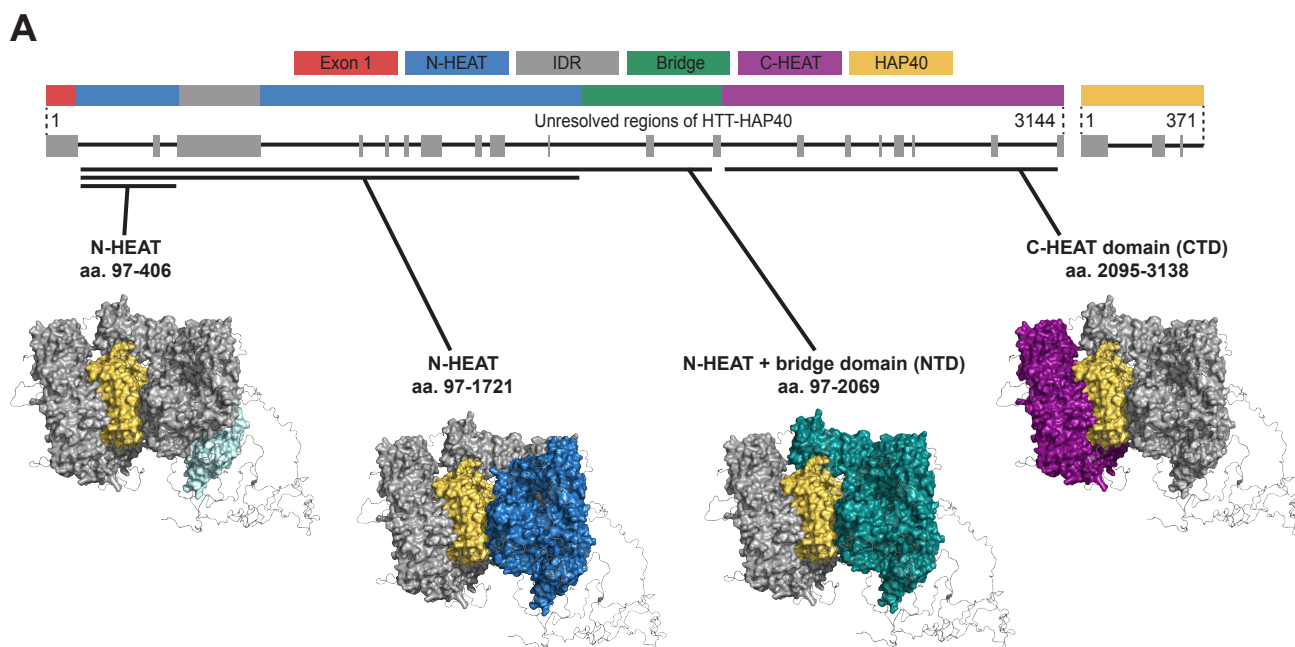 A
Exon 1 N-HEAT IDR Bridge C-HEAT HAP40
1 Unresolved regions of HTT-HAP40 3144 1 371
N-HEAT
aa. 97-406
C-HEAT domain (CTD)
aa. 2095-3138
N-HEAT
aa. 97-1721
N-HEAT + bridge domain (NTD)
aa. 97-2069